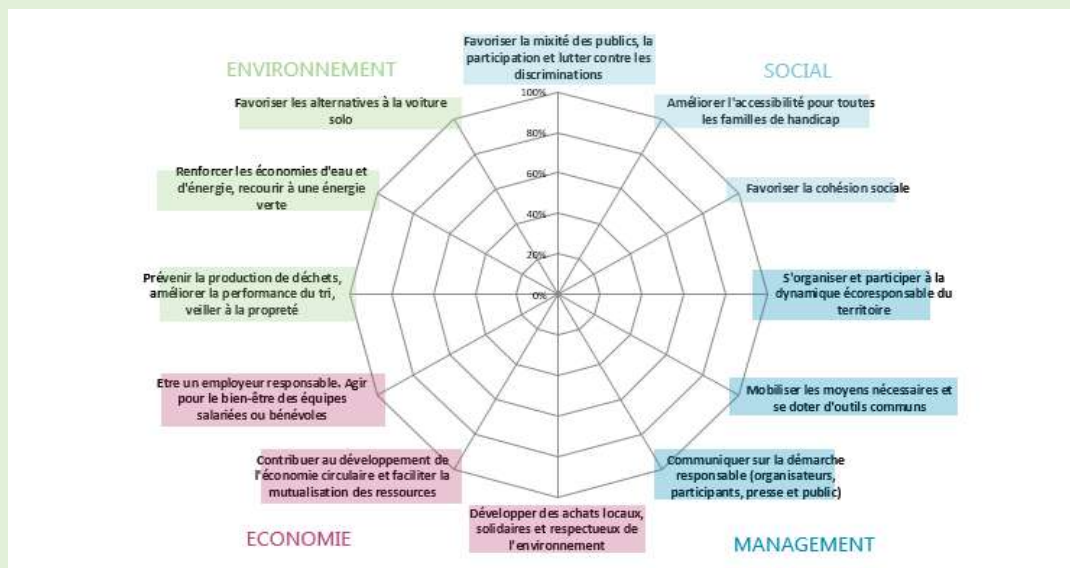 ENVIRONNEMENT
SOCIAL
Favoriser la mixité des publics, la
participation et lutter contre les
discriminations
Améliorer l'accessibilité pour toutes
les familles de handicap
Favoriser la cohésion sociale
S'organiser et participer à la
dynamique écoresponsable du
territoire
Mobiliser les moyens nécessaires et
se doter d'outils communs
Communiquer sur la démarche
responsable (organisateurs,
participants, presse et public)
Développer des achats locaux,
solidaires et respectueux de
l'environnement
Contribuer au développement de
l'économie circulaire et faciliter la
mutualisation des ressources
Etre un employeur responsable. Agir
pour le bien-être des équipes
salariées ou bénévoles
Prévenir la production de déchets,
améliorer la performance du tri,
veiller à la propreté
Renforcer les économies d'eau et
d'énergie, recourir à une énergie
verte
Favoriser les alternatives à la voiture
solo
100%
80%
60%
40%
20%
0%
ECONOMIE
MANAGEMENT